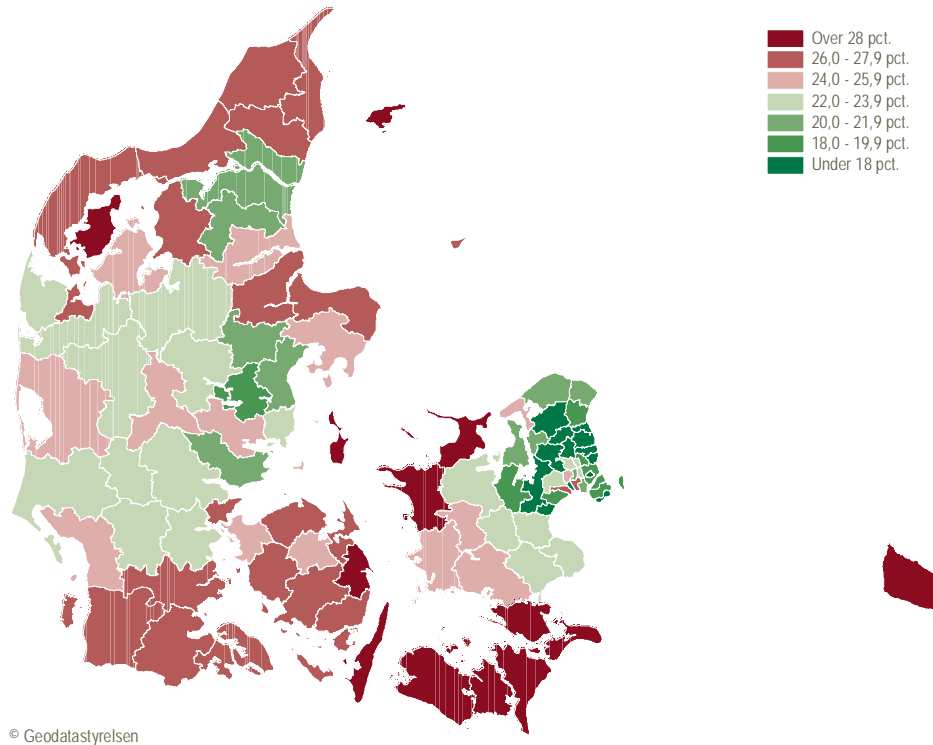 Over 28 pct.
26,0 - 27,9 pct.
24,0 - 25,9 pct.
22,0 - 23,9 pct.
20,0 - 21,9 pct.
18,0 - 19,9 pct.
Under 18 pct.
© Geodatastyrelsen